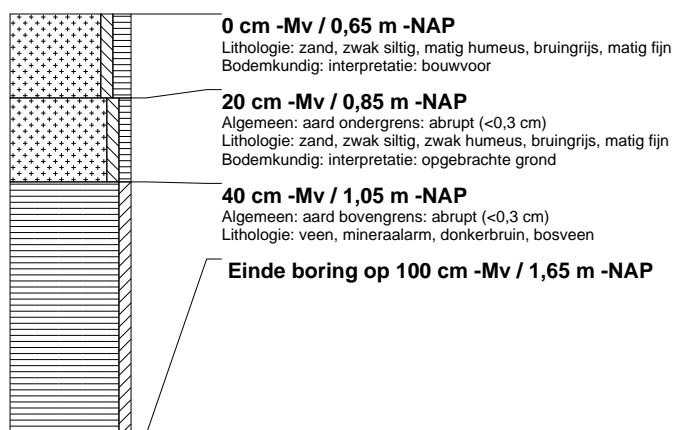 0 cm -Mv / 0,65 m -NAP
Lithologie: zand, zwak siltig, matig humeus, bruingrijs, matig fijn
Bodemkundig: interpretatie: bouwvoor
20 cm -Mv / 0,85 m -NAP
Algemeen: aard ondergrens: abrupt (<0,3 cm)
Lithologie: zand, zwak siltig, zwak humeus, bruingrijs, matig fijn
Bodemkundig: interpretatie: opgebrachte grond
40 cm -Mv / 1,05 m -NAP
Algemeen: aard bovengrens: abrupt (<0,3 cm)
Lithologie: veen, mineraalarm, donkerbruin, bosveen
Einde boring op 100 cm -Mv / 1,65 m -NAP